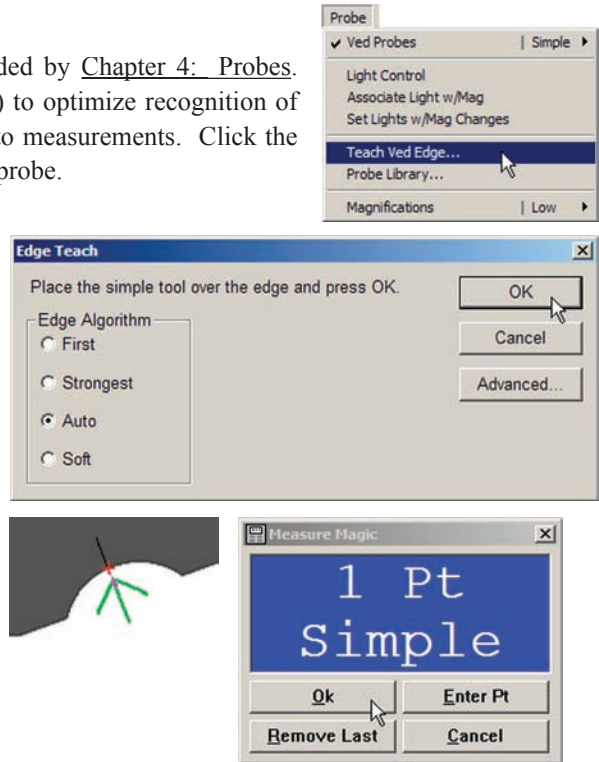 Probe
Ved Probes | Simple
Light Control
Associate Light w/Mag
Set Lights w/Mag Changes
Teach Ved Edge...
Probe Library...
Magnifications | Low
ded by Chapter 4: Probes.
) to optimize recognition of
to measurements. Click the
probe.
Edge Teach
Place the simple tool over the edge and press OK.
Edge Algorithm
First
Strongest
Auto
Soft
OK
Cancel
Advanced...
Measure Magic
1 Pt
Simple
Ok
Enter Pt
Remove Last
Cancel